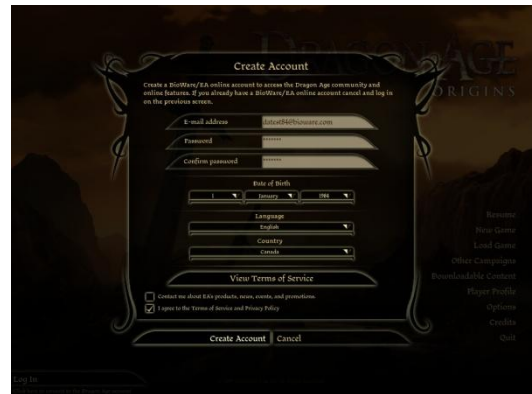 DRAGON AGE
ORIGINS
Create Account
Create a BioWare/EA online account to access the Dragon Age community and
online features. If you already have a BioWare/EA online account cancel and log in
on the previous screen.
E-mail address
Password *******
Confirm password *******
Date of Birth
1 January 1986
Language
English
Country
Canada
View Terms of Service
Contact me about EA's products, news, events, and promotions.
I agree to the Terms of Service and Privacy Policy
Create Account Cancel
Resume
New Game
Load Game
Other Campaigns
Downloadable Content
Player Profile
Options
Credits
Quit
Log In